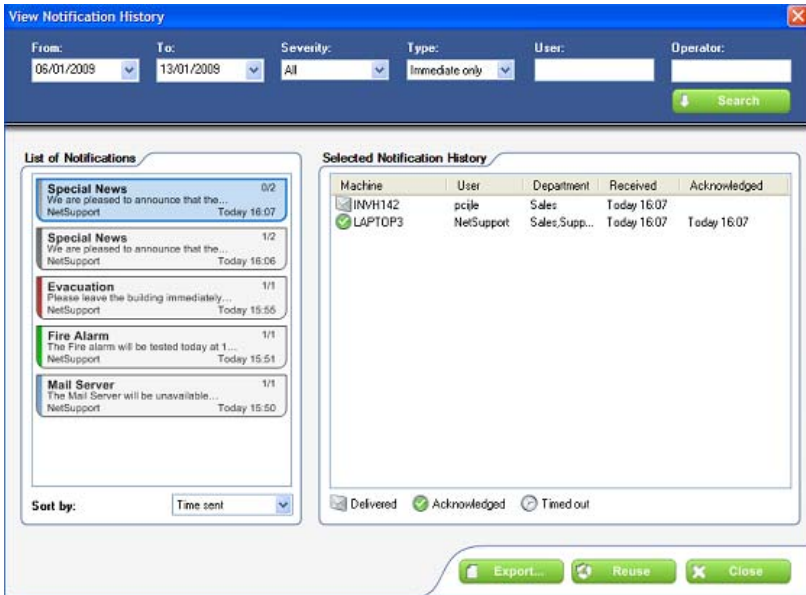 View Notification History
From: To: Severity: Type: User: Operator:
06/01/2009 13/01/2009 All Immediate only
Search
List of Notifications
Special News 0/2
We are pleased to announce that the...
NetSupport Today 16:07
Special News 1/2
We are pleased to announce that the...
NetSupport Today 16:06
Evacuation 1/1
Please leave the building immediately...
NetSupport Today 15:55
Fire Alarm 1/1
The Fire alarm will be tested today at 1...
NetSupport Today 15:51
Mail Server 1/1
The Mail Server will be unavailable...
NetSupport Today 15:50
Sort by: Time sent
Selected Notification History
Machine User Department Received Acknowledged
INVH142 pcijle Sales Today 16:07
LAPTOP3 NetSupport Sales,Supp... Today 16:07 Today 16:07
Delivered Acknowledged Timed out
Export... Reuse Close